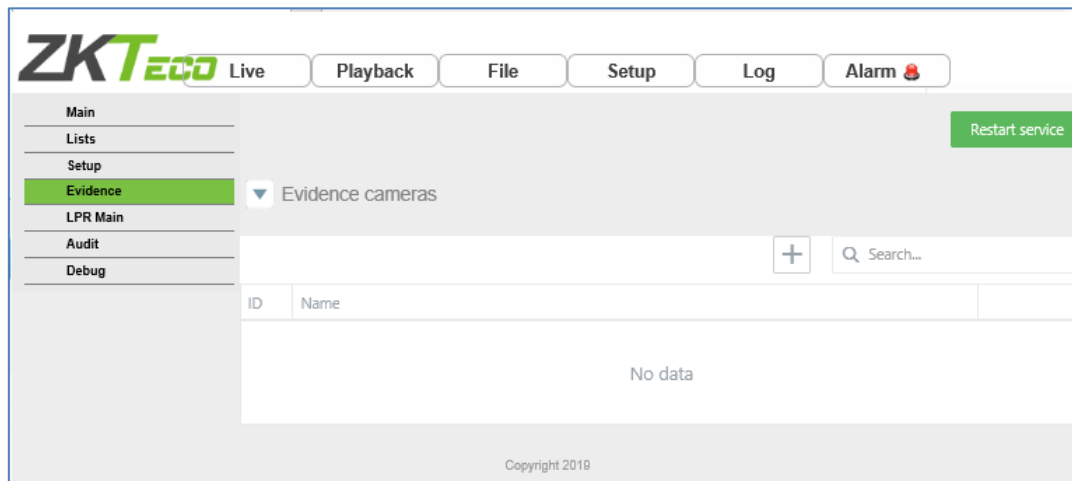 ZKTECO
Live Playback File Setup Log Alarm
Main
Lists
Setup
Evidence
LPR Main
Audit
Debug
Restart service
Evidence cameras
Search...
ID Name
No data
Copyright 2019